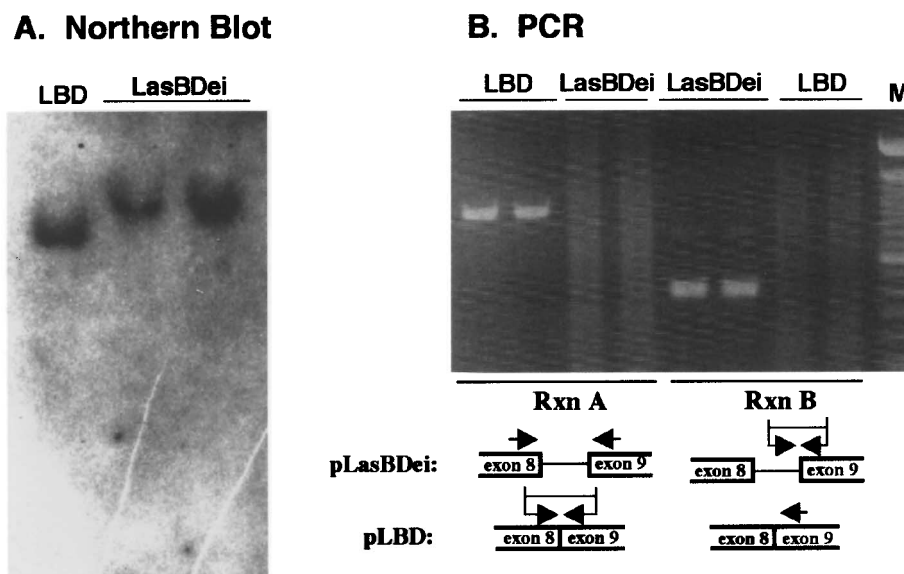 A. Northern Blot
LBD LasBDei
B. PCR
LBD LasBDei LasBDei LBD M
Rxn A Rxn B
pLasBDei: exon 8 exon 9 exon 8 exon 9
pLBD: exon 8 exon 9 exon 8 exon 9